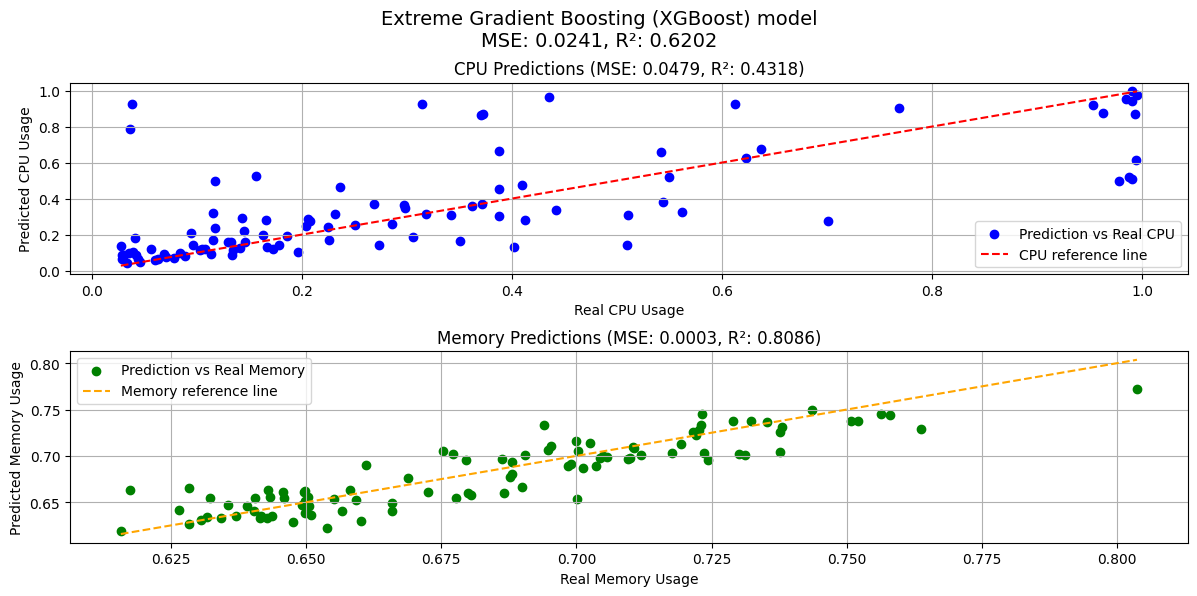 Extreme Gradient Boosting (XGBoost) model
MSE: 0.0241, R²: 0.6202
CPU Predictions (MSE: 0.0479, R²: 0.4318)
Predicted CPU Usage
1.0
0.8
0.6
0.4
0.2
0.0
Prediction vs Real CPU
CPU reference line
0.0 0.2 0.4 0.6 0.8 1.0
Real CPU Usage
Memory Predictions (MSE: 0.0003, R²: 0.8086)
Predicted Memory Usage
0.80
0.75
0.70
0.65
Prediction vs Real Memory
Memory reference line
0.625 0.650 0.675 0.700 0.725 0.750 0.775 0.800
Real Memory Usage